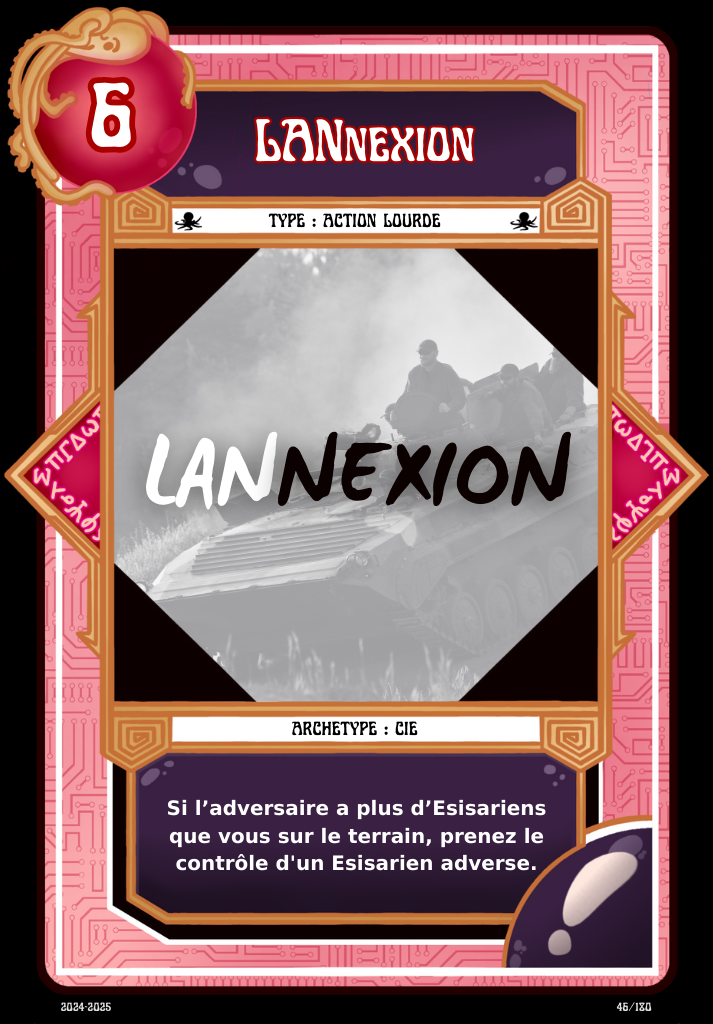 6
LANNEXION
TYPE : ACTION LOURDE
LANNEXION
ARCHETYPE : CIE
Si l’adversaire a plus d’Esisariens
que vous sur le terrain, prenez le
contrôle d'un Esisarien adverse.
2024-2025
46/180